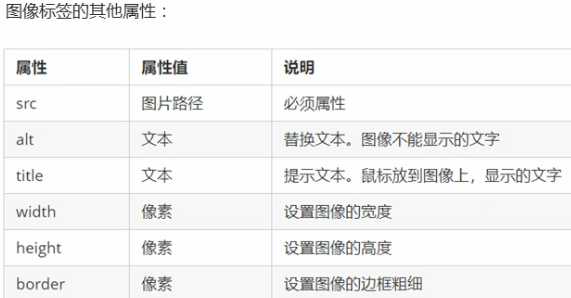 图像标签的其他属性：
属性 属性值 说明
src 图片路径 必须属性
alt 文本 替换文本。图像不能显示的文字
title 文本 提示文本。鼠标放到图像上，显示的文字
width 像素 设置图像的宽度
height 像素 设置图像的高度
border 像素 设置图像的边框粗细